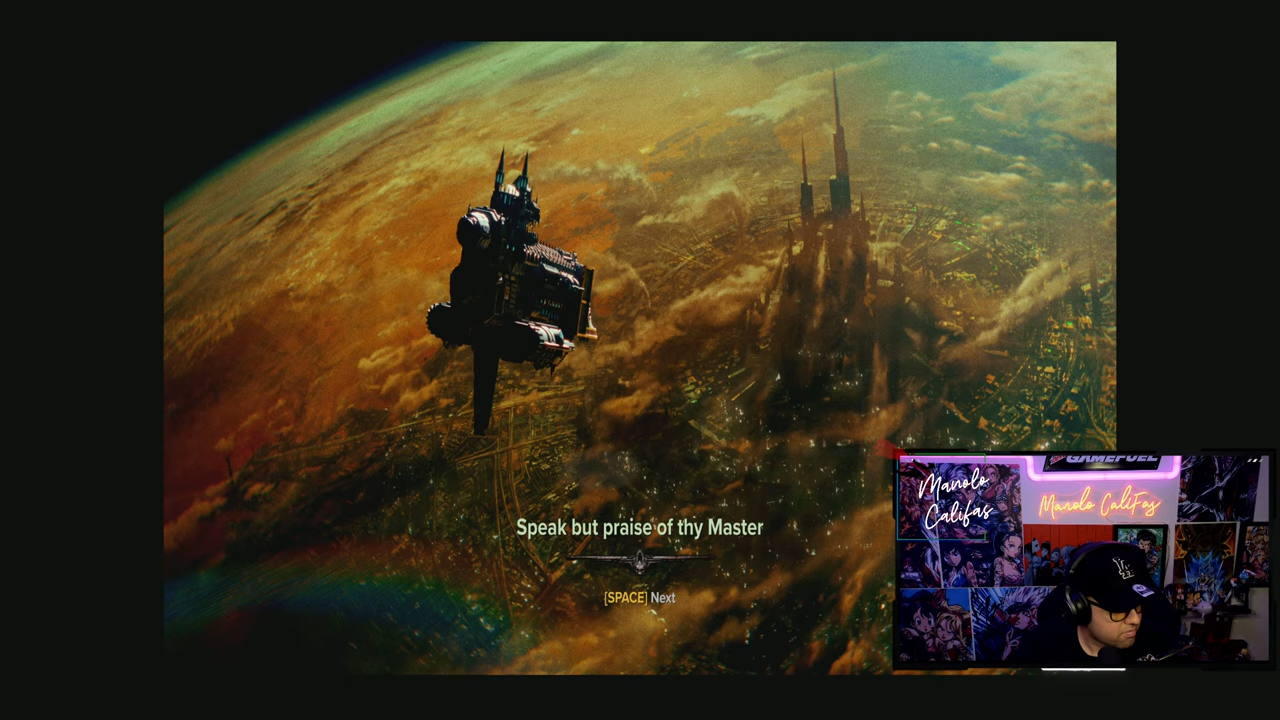 Speak but praise of thy Master
[SPACE] Next
GAMEFUEL
Manolo
Califas
Manolo CaliFas